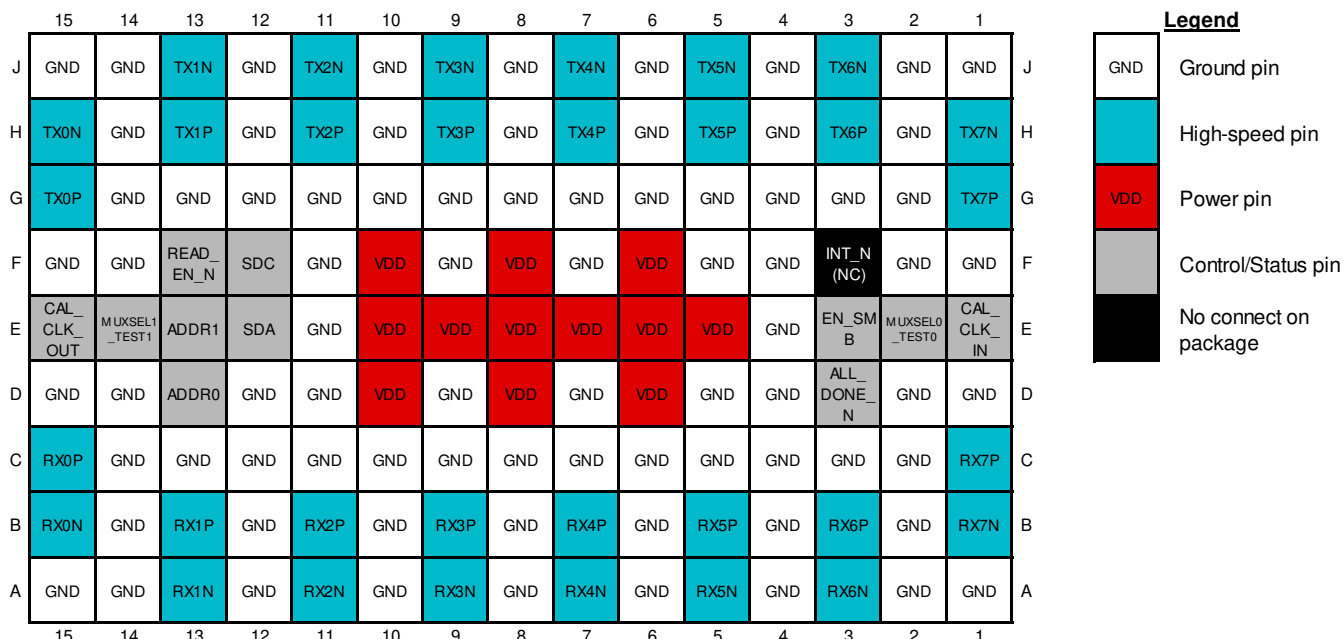 15 14 13 12 11 10 9 8 7 6 5 4 3 2 1
Legend
J GND GND TX1N GND TX2N GND TX3N GND TX4N GND TX5N GND TX6N GND GND J
GND Ground pin
H TX0N GND TX1P GND TX2P GND TX3P GND TX4P GND TX5P GND TX6P GND TX7N H
High-speed pin
G TX0P GND GND GND GND GND GND GND GND GND GND GND GND GND TX7P G
VDD Power pin
F GND GND READ_ SDC GND VDD GND VDD GND VDD GND GND INT_N GND GND F
EN_N (NC)
Control/Status pin
CAL_ CAL_
E CLK_ MUXSEL1 ADDR1 SDA GND VDD VDD VDD VDD VDD VDD GND EN_SM MUXSEL0 CLK_ E
OUT _TEST1 B _TEST0 IN
No connect on
package
ALL_
D GND GND ADDR0 GND GND VDD GND VDD GND VDD GND GND DONE_ GND GND D
N
C RX0P GND GND GND GND GND GND GND GND GND GND GND GND GND RX7P C
B RX0N GND RX1P GND RX2P GND RX3P GND RX4P GND RX5P GND RX6P GND RX7N B
A GND GND RX1N GND RX2N GND RX3N GND RX4N GND RX5N GND RX6N GND GND A
15 14 13 12 11 10 9 8 7 6 5 4 3 2 1